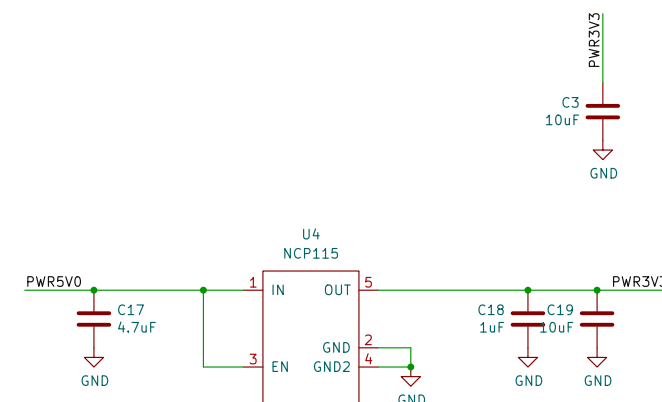 PWR3V3
C3
10uF
GND
U4
NCP115
PWR5V0
1
IN
OUT
5
PWR3V3
C17
4.7uF
C18
1uF
C19
10uF
GND
2
3
EN
GND2
4
GND
GND
GND
GND